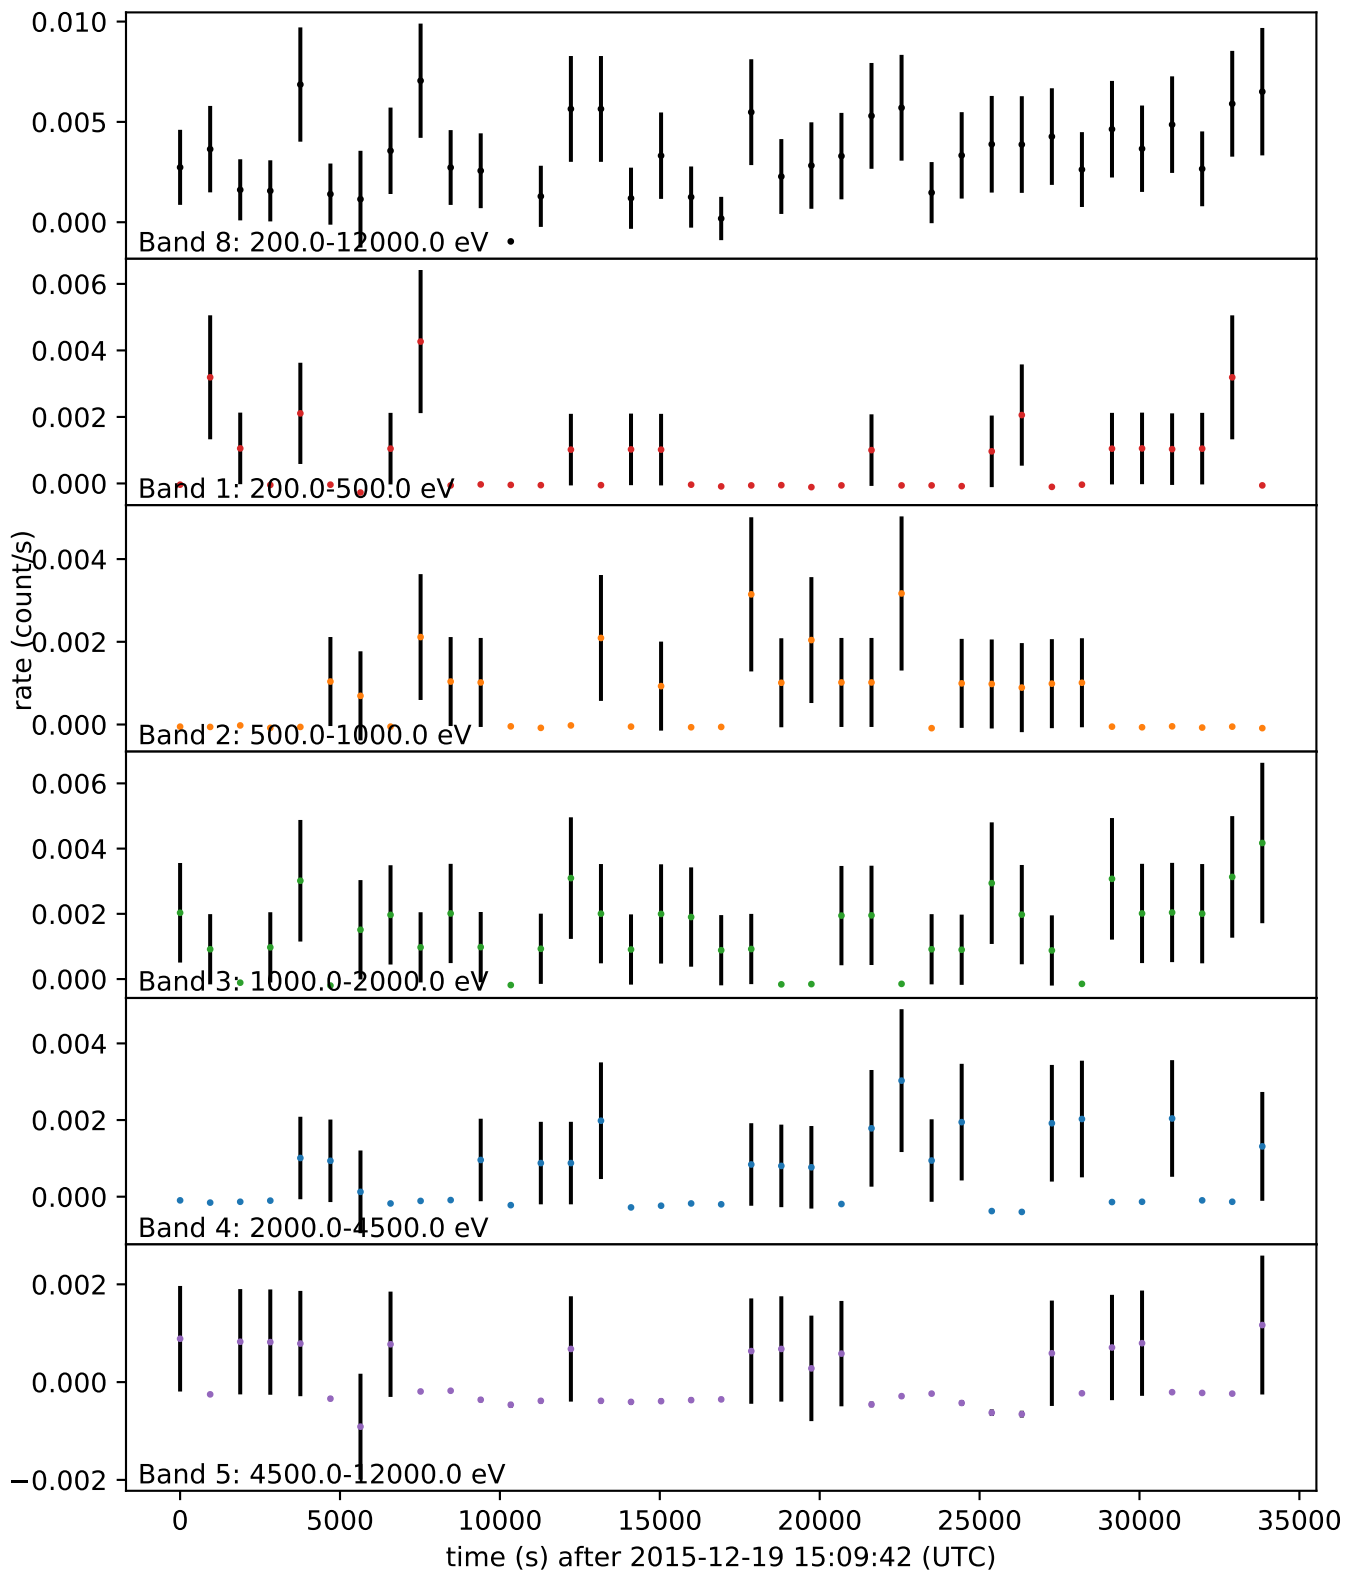 0.010
0.005
0.000
Band 8: 200.0-12000.0 eV
0.006
0.004
0.002
0.000
Band 1: 200.0-500.0 eV
rate (count/s)
0.004
0.002
0.000
Band 2: 500.0-1000.0 eV
0.006
0.004
0.002
0.000
Band 3: 1000.0-2000.0 eV
0.004
0.002
0.000
Band 4: 2000.0-4500.0 eV
0.002
0.000
−0.002
Band 5: 4500.0-12000.0 eV
0 5000 10000 15000 20000 25000 30000 35000
time (s) after 2015-12-19 15:09:42 (UTC)